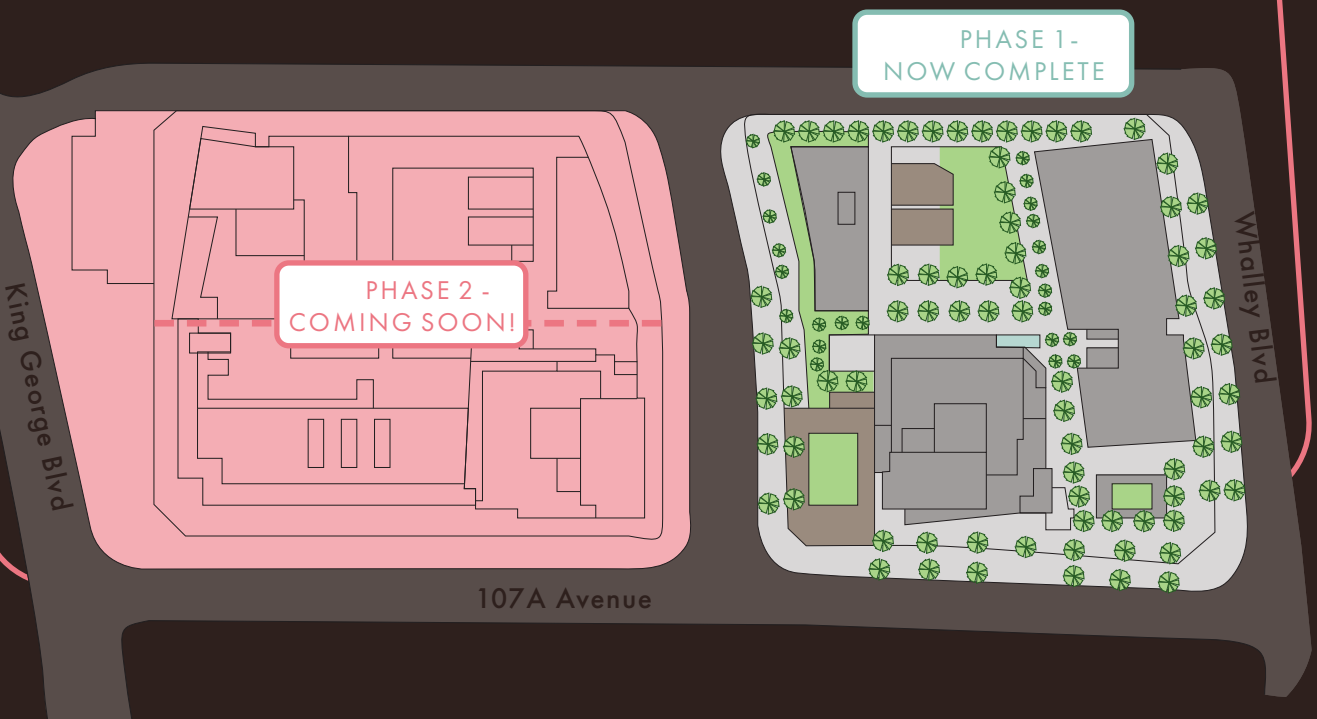 PHASE 1-
NOW COMPLETE
PHASE 2 -
COMING SOON!
King George Blvd
Whalley Blvd
107A Avenue